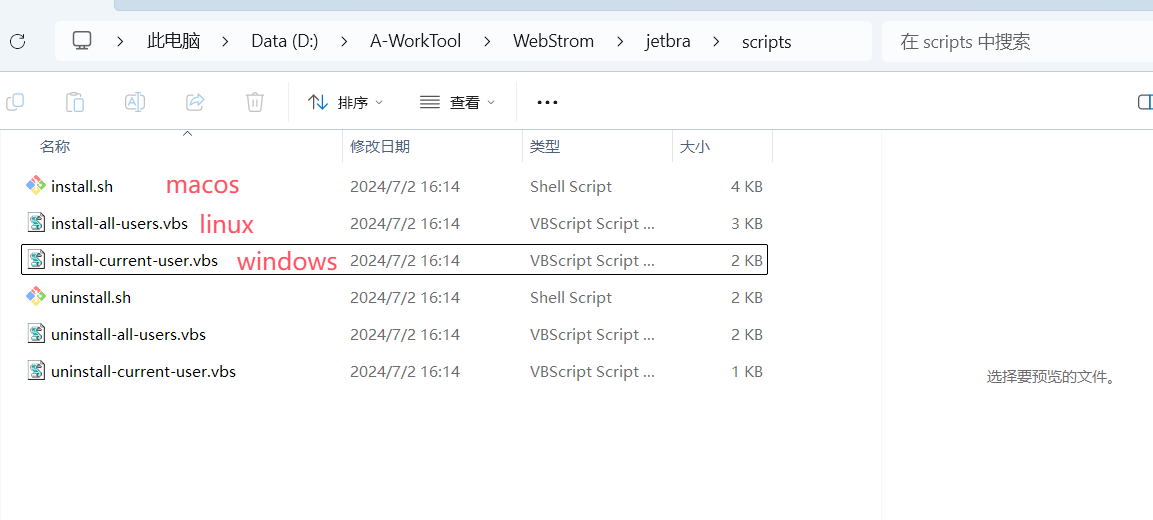 此电脑 Data (D:) A-WorkTool WebStrom jetbra scripts 在 scripts 中搜索
排序 查看
名称 修改日期 类型 大小
install.sh macos 2024/7/2 16:14 Shell Script 4 KB
install-all-users.vbs linux 2024/7/2 16:14 VBScript Script ... 3 KB
install-current-user.vbs windows 2024/7/2 16:14 VBScript Script ... 2 KB
uninstall.sh 2024/7/2 16:14 Shell Script 2 KB
uninstall-all-users.vbs 2024/7/2 16:14 VBScript Script ... 2 KB
uninstall-current-user.vbs 2024/7/2 16:14 VBScript Script ... 1 KB
选择要预览的文件。